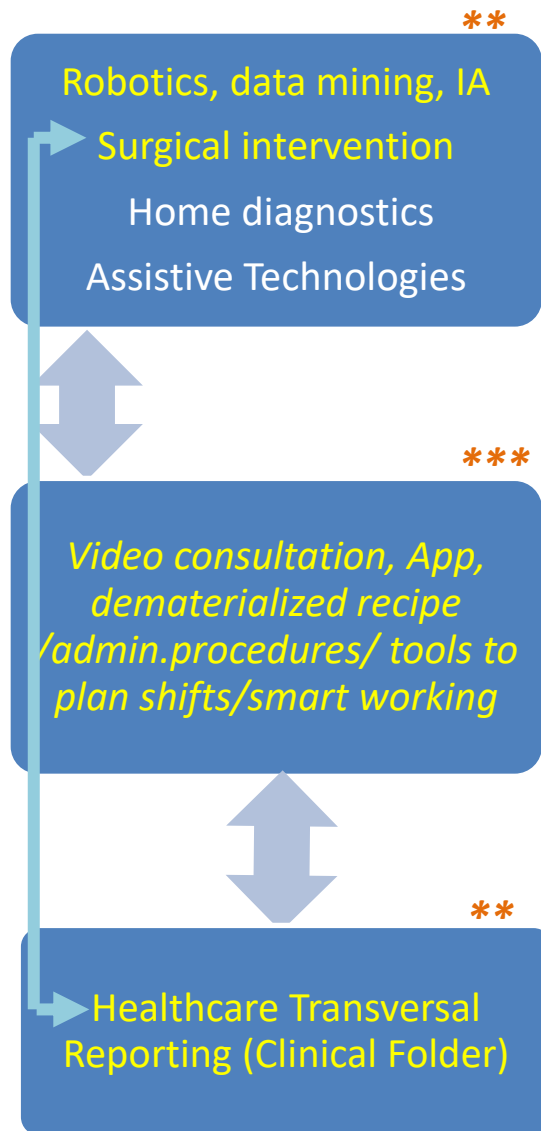 **
Robotics, data mining, IA
Surgical intervention
Home diagnostics
Assistive Technologies
***
Video consultation, App,
dematerialized recipe
/admin.procedures/ tools to
plan shifts/smart working
**
Healthcare Transversal
Reporting (Clinical Folder)